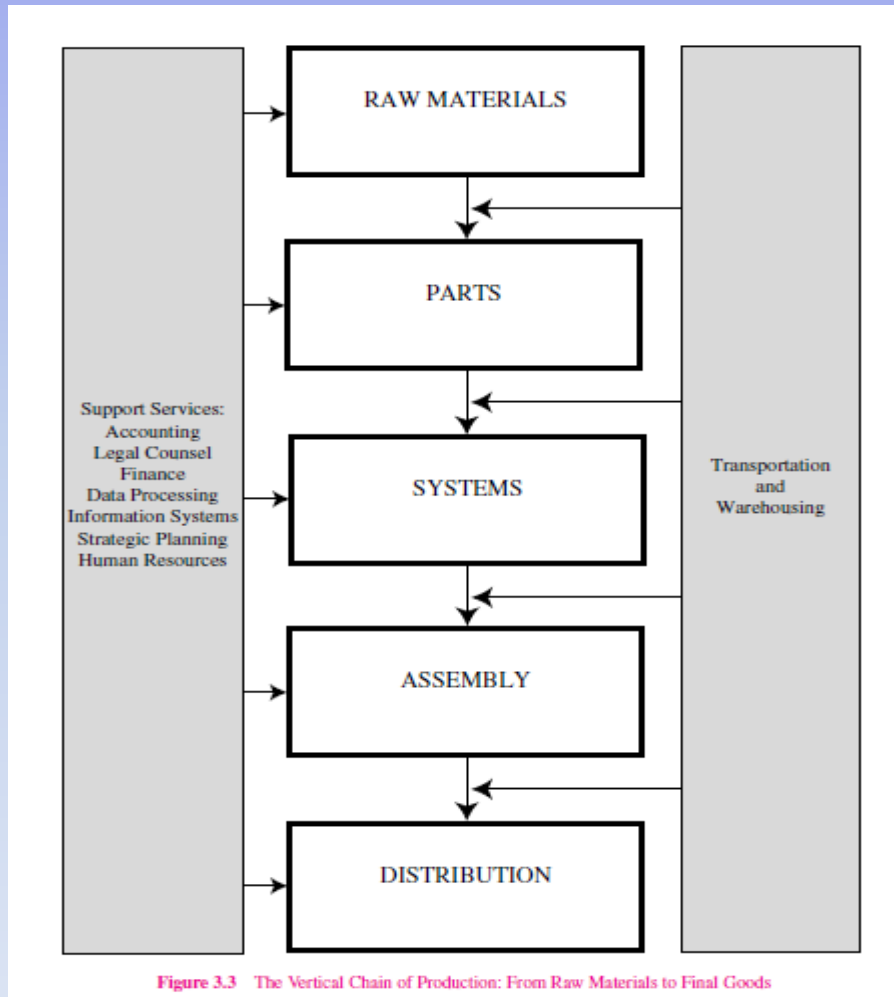 RAW MATERIALS
PARTS
SYSTEMS
ASSEMBLY
DISTRIBUTION
Support Services:
Accounting
Legal Counsel
Finance
Data Processing
Information Systems
Strategic Planning
Human Resources
Transportation
and
Warehousing
Figure 3.3 The Vertical Chain of Production: From Raw Materials to Final Goods